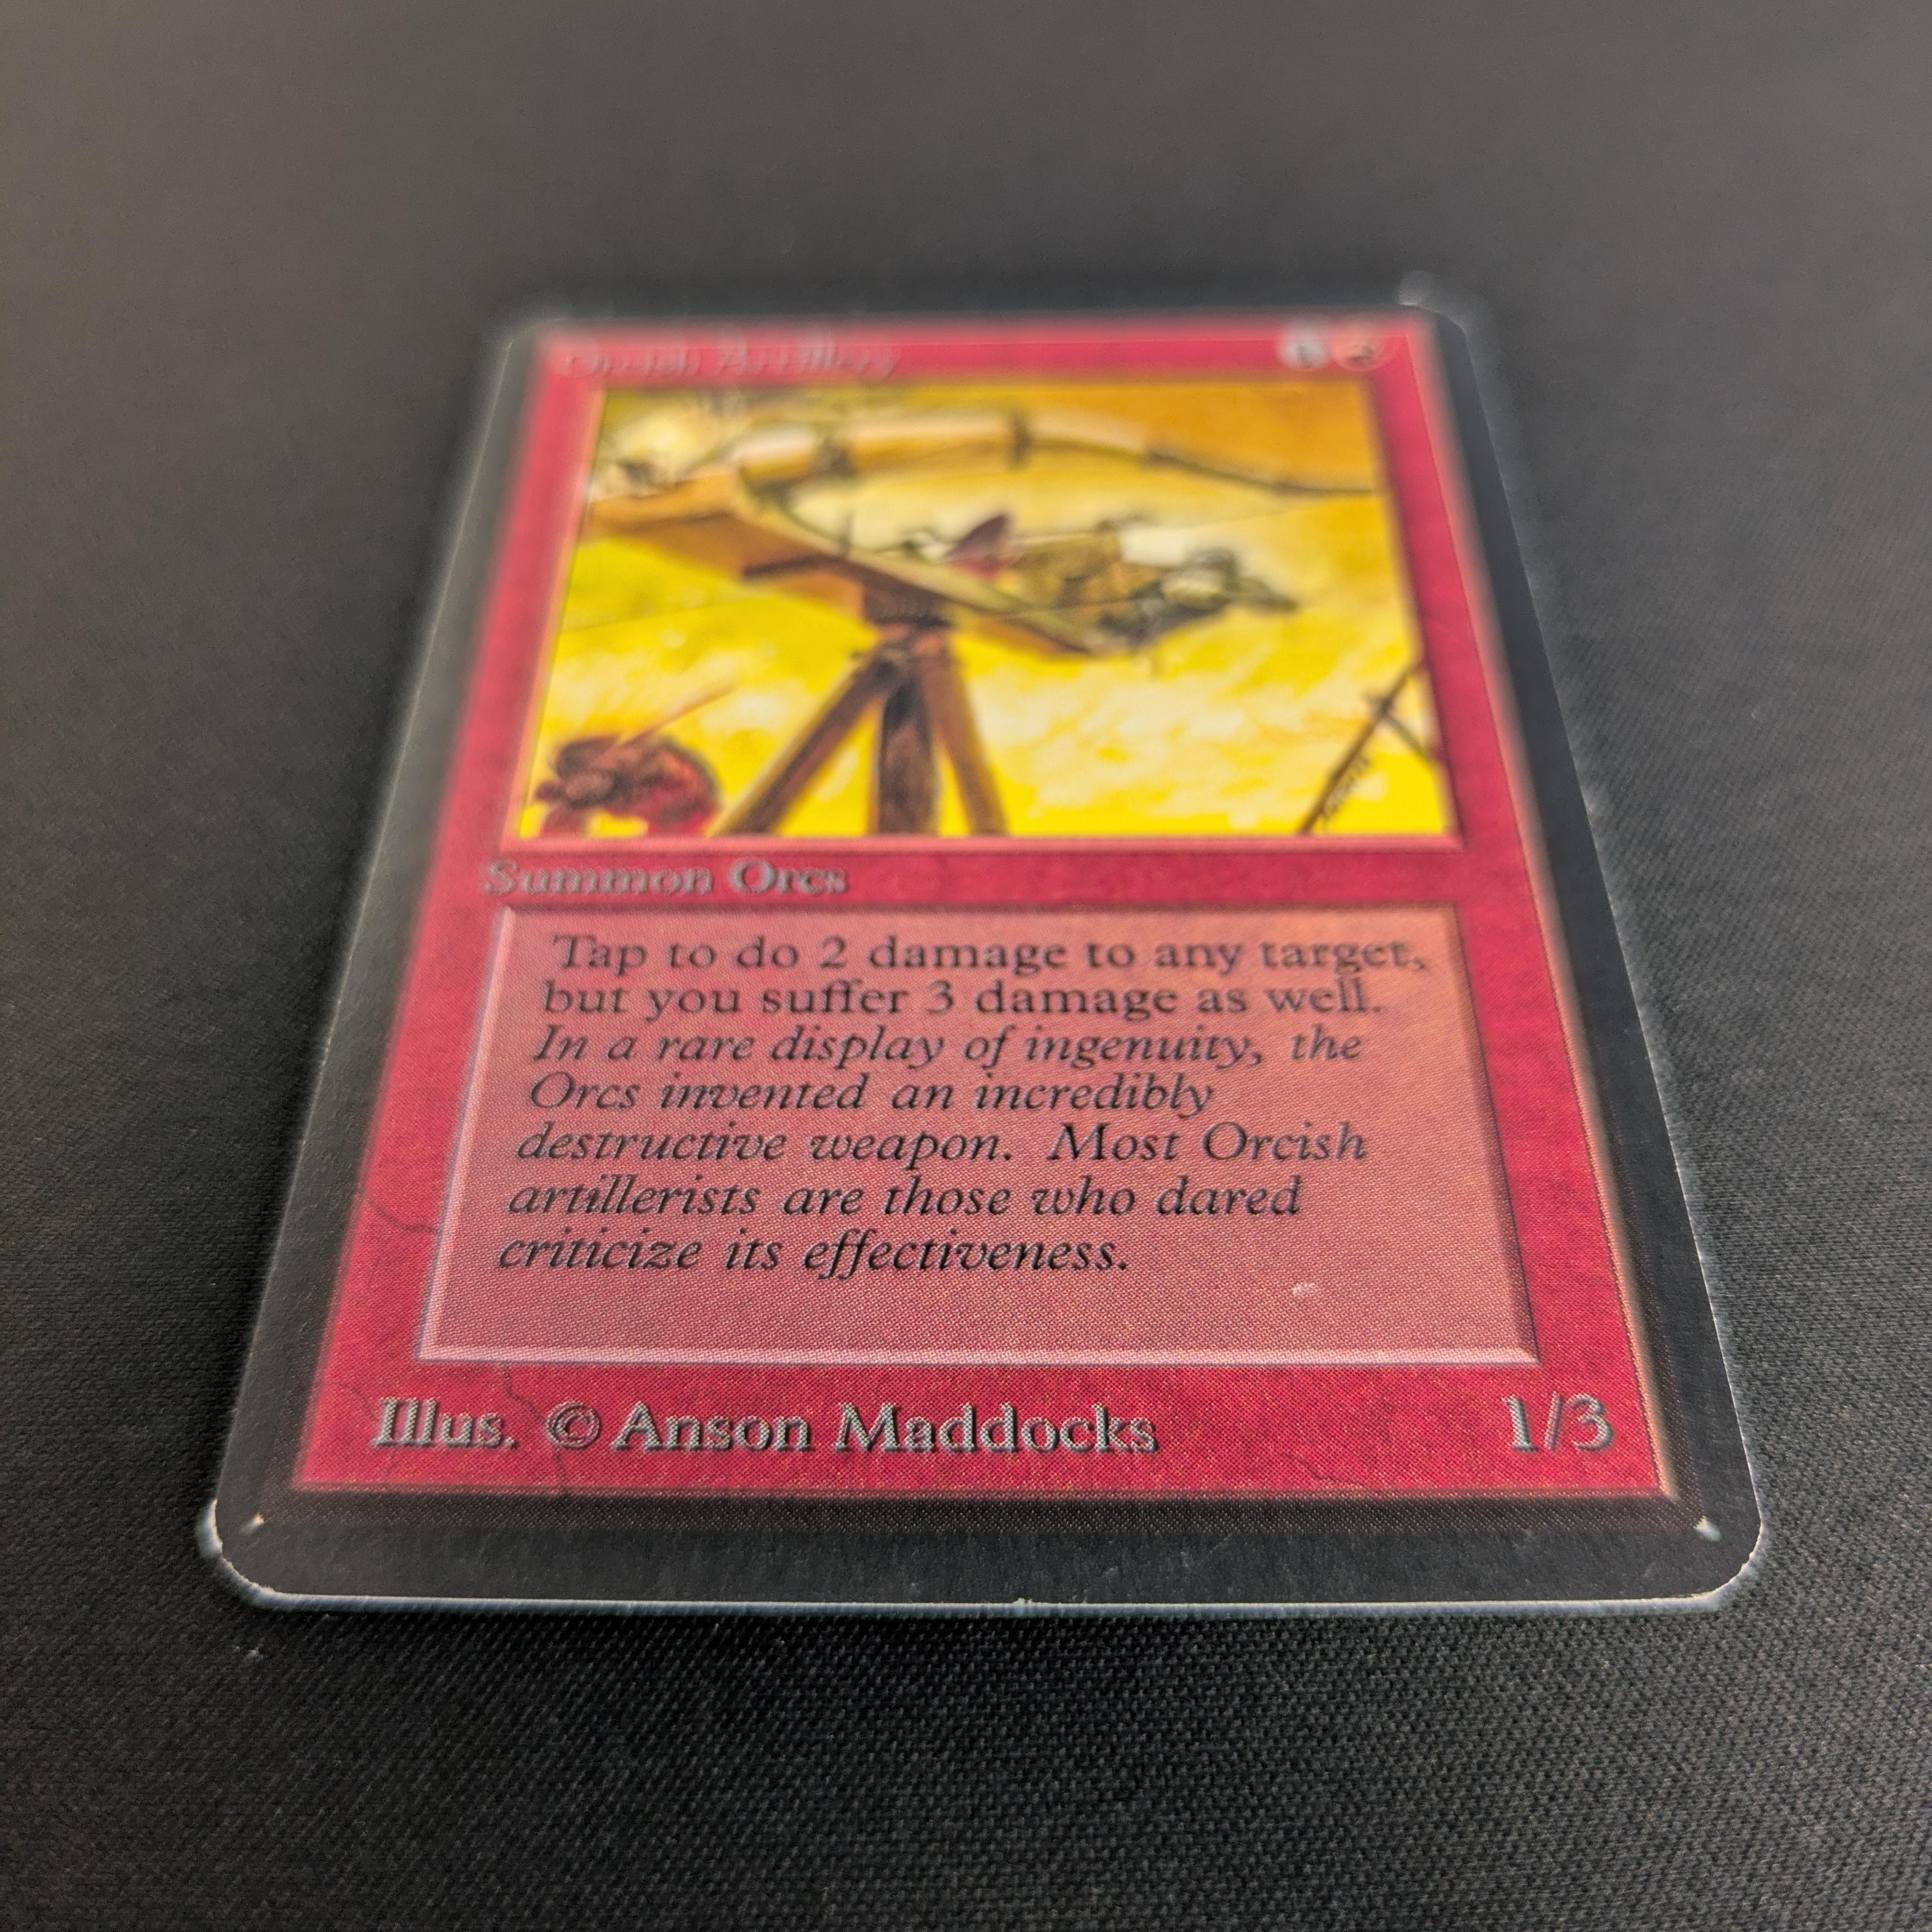 Orcish Artillery
Summon Orcs
Tap to do 2 damage to any target,
but you suffer 3 damage as well.
In a rare display of ingenuity, the
Orcs invented an incredibly
destructive weapon. Most Orcish
artillerists are those who dared
criticize its effectiveness.
Illus. © Anson Maddocks 1/3